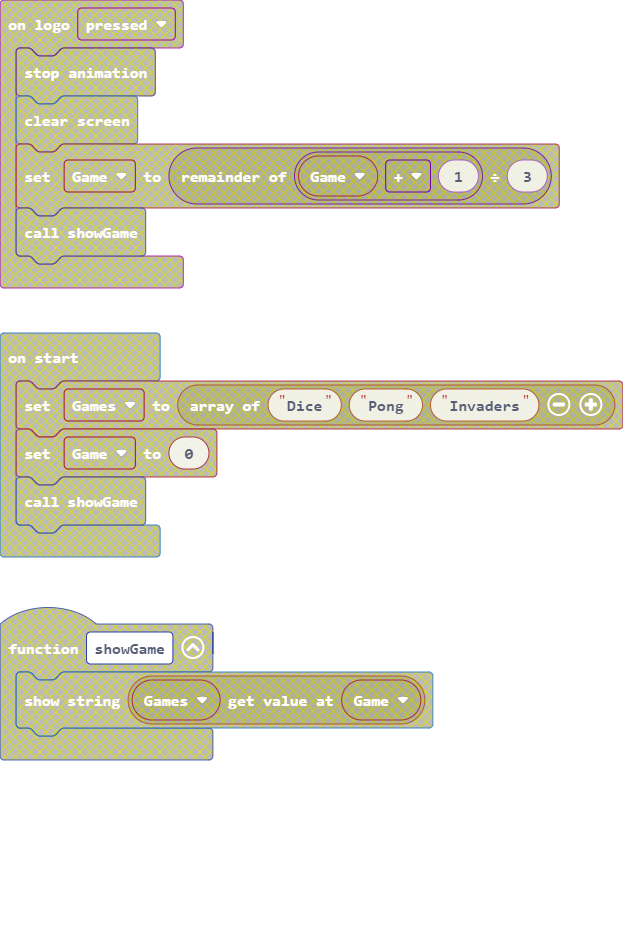 on logo pressed
stop animation
clear screen
set Game to remainder of Game + 1 ÷ 3
call showGame
on start
set Games to array of "Dice" "Pong" "Invaders"
set Game to 0
call showGame
function showGame
show string Games get value at Game